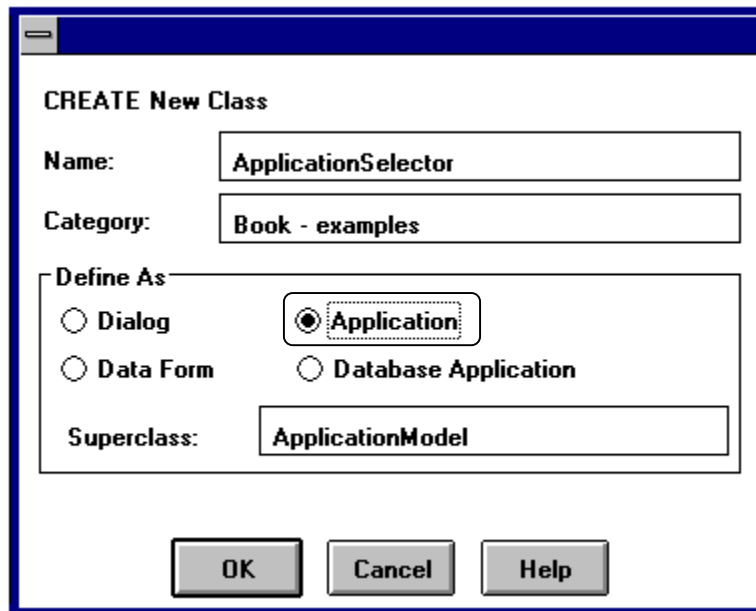 CREATE New Class
Name: ApplicationSelector
Category: Book - examples
Define As
Dialog Application
Data Form Database Application
Superclass: ApplicationModel
OK Cancel Help